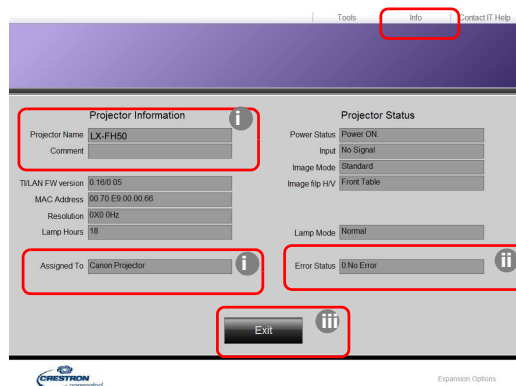 Tools Info Contact IT Help
Projector Information
i
Projector Name LX-FH50
Comment
TI/LAN FW version 0.16/0.05
MAC Address 00.70.E9.00.00.66
Resolution 0X0 0Hz
Lamp Hours 18
Assigned To Canon Projector
i
Projector Status
Power Status Power ON.
Input No Signal
Image Mode Standard
Image filp H/V Front Table
Lamp Mode Normal
Error Status 0:No Error
ii
Exit
iii
CRESTRON
connected
Expansion Options